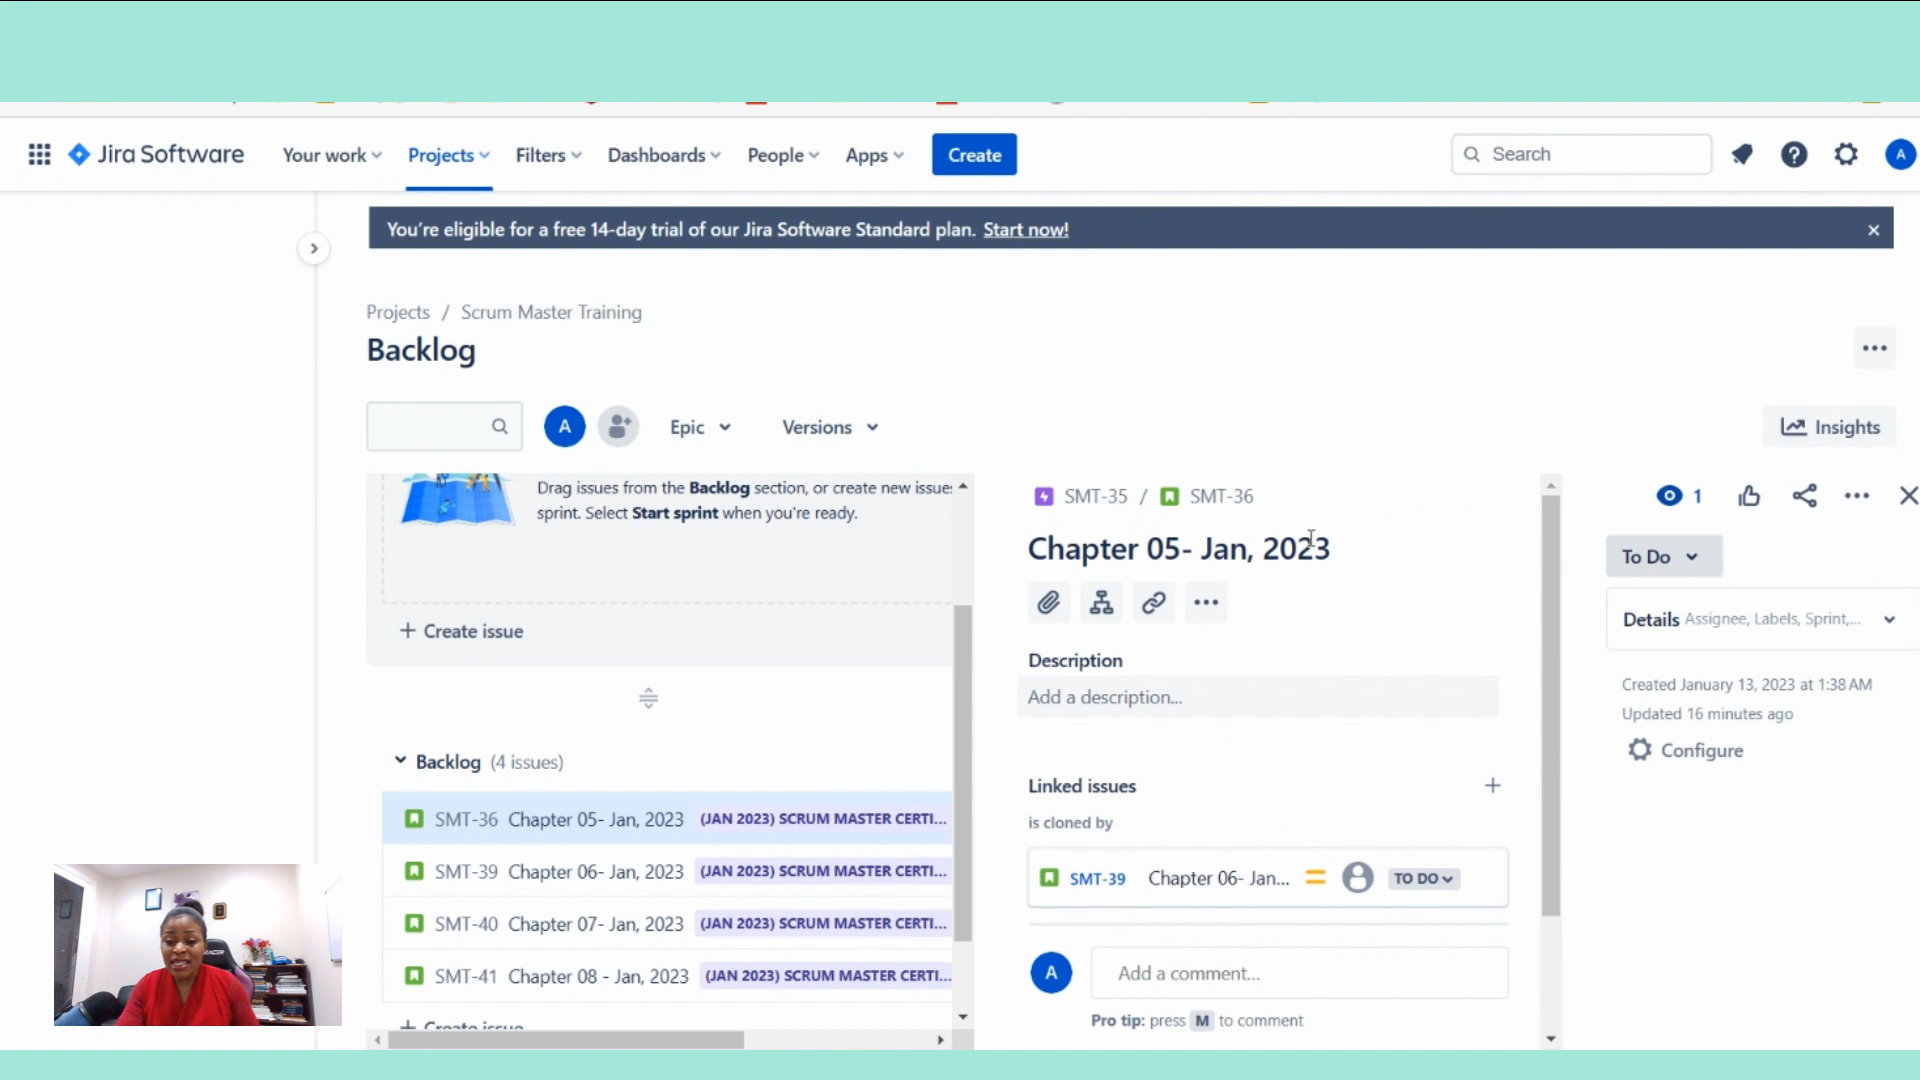 Jira Software
Your work
Projects
Filters
Dashboards
People
Apps
Create
Search
A
You're eligible for a free 14-day trial of our Jira Software Standard plan. Start now!
Projects / Scrum Master Training
Backlog
A
Epic
Versions
Insights
Drag issues from the Backlog section, or create new issues
sprint. Select Start sprint when you're ready.
+ Create issue
Backlog (4 issues)
SMT-36 Chapter 05- Jan, 2023 (JAN 2023) SCRUM MASTER CERTI...
SMT-39 Chapter 06- Jan, 2023 (JAN 2023) SCRUM MASTER CERTI...
SMT-40 Chapter 07- Jan, 2023 (JAN 2023) SCRUM MASTER CERTI...
SMT-41 Chapter 08 - Jan, 2023 (JAN 2023) SCRUM MASTER CERTI...
+ Create issue
SMT-35 / SMT-36
Chapter 05- Jan, 2023
Description
Add a description...
Linked issues
is cloned by
SMT-39 Chapter 06- Jan... TO DO
A
Add a comment...
Pro tip: press M to comment
1
To Do
Details Assignee, Labels, Sprint,...
Created January 13, 2023 at 1:38 AM
Updated 16 minutes ago
Configure